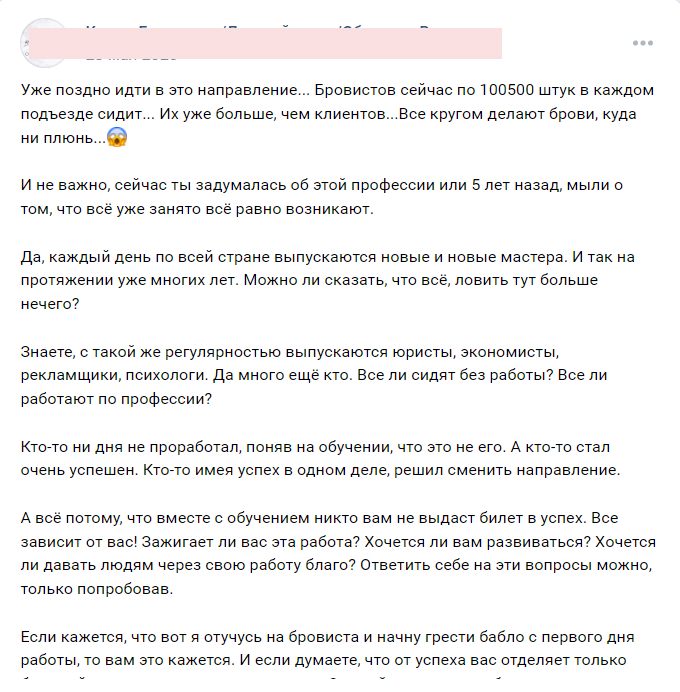 Уже поздно идти в это направление... Бровистов сейчас по 100500 штук в каждом
подъезде сидит... Их уже больше, чем клиентов...Все кругом делают брови, куда
ни плюнь...😱
И не важно, сейчас ты задумалась об этой профессии или 5 лет назад, мыли о
том, что всё уже занято всё равно возникают.
Да, каждый день по всей стране выпускаются новые и новые мастера. И так на
протяжении уже многих лет. Можно ли сказать, что всё, ловить тут больше
нечего?
Знаете, с такой же регулярностью выпускаются юристы, экономисты,
рекламщики, психологи. Да много ещё кто. Все ли сидят без работы? Все ли
работают по профессии?
Кто-то ни дня не проработал, поняв на обучении, что это не его. А кто-то стал
очень успешен. Кто-то имея успех в одном деле, решил сменить направление.
А всё потому, что вместе с обучением никто вам не выдаст билет в успех. Все
зависит от вас! Зажигает ли вас эта работа? Хочется ли вам развиваться? Хочется
ли давать людям через свою работу благо? Ответить себе на эти вопросы можно,
только попробовав.
Если кажется, что вот я отучусь на бровиста и начну грести бабло с первого дня
работы, то вам это кажется. И если думаете, что от успеха вас отделяет только